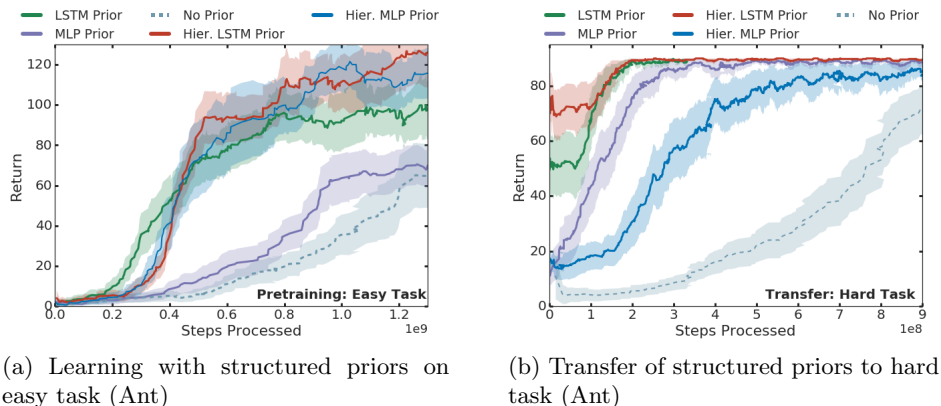 LSTM Prior No Prior Hier. MLP Prior
MLP Prior Hier. LSTM Prior
120
100
80
60
40
20
0
Return
0.0 0.2 0.4 0.6 0.8 1.0 1.2
Steps Processed
1e9
Pretraining: Easy Task
LSTM Prior Hier. LSTM Prior No Prior
MLP Prior Hier. MLP Prior
80
60
40
20
0
Return
0 1 2 3 4 5 6 7 8 9
Steps Processed
1e8
Transfer: Hard Task
(a) Learning with structured priors on
easy task (Ant)
(b) Transfer of structured priors to hard
task (Ant)